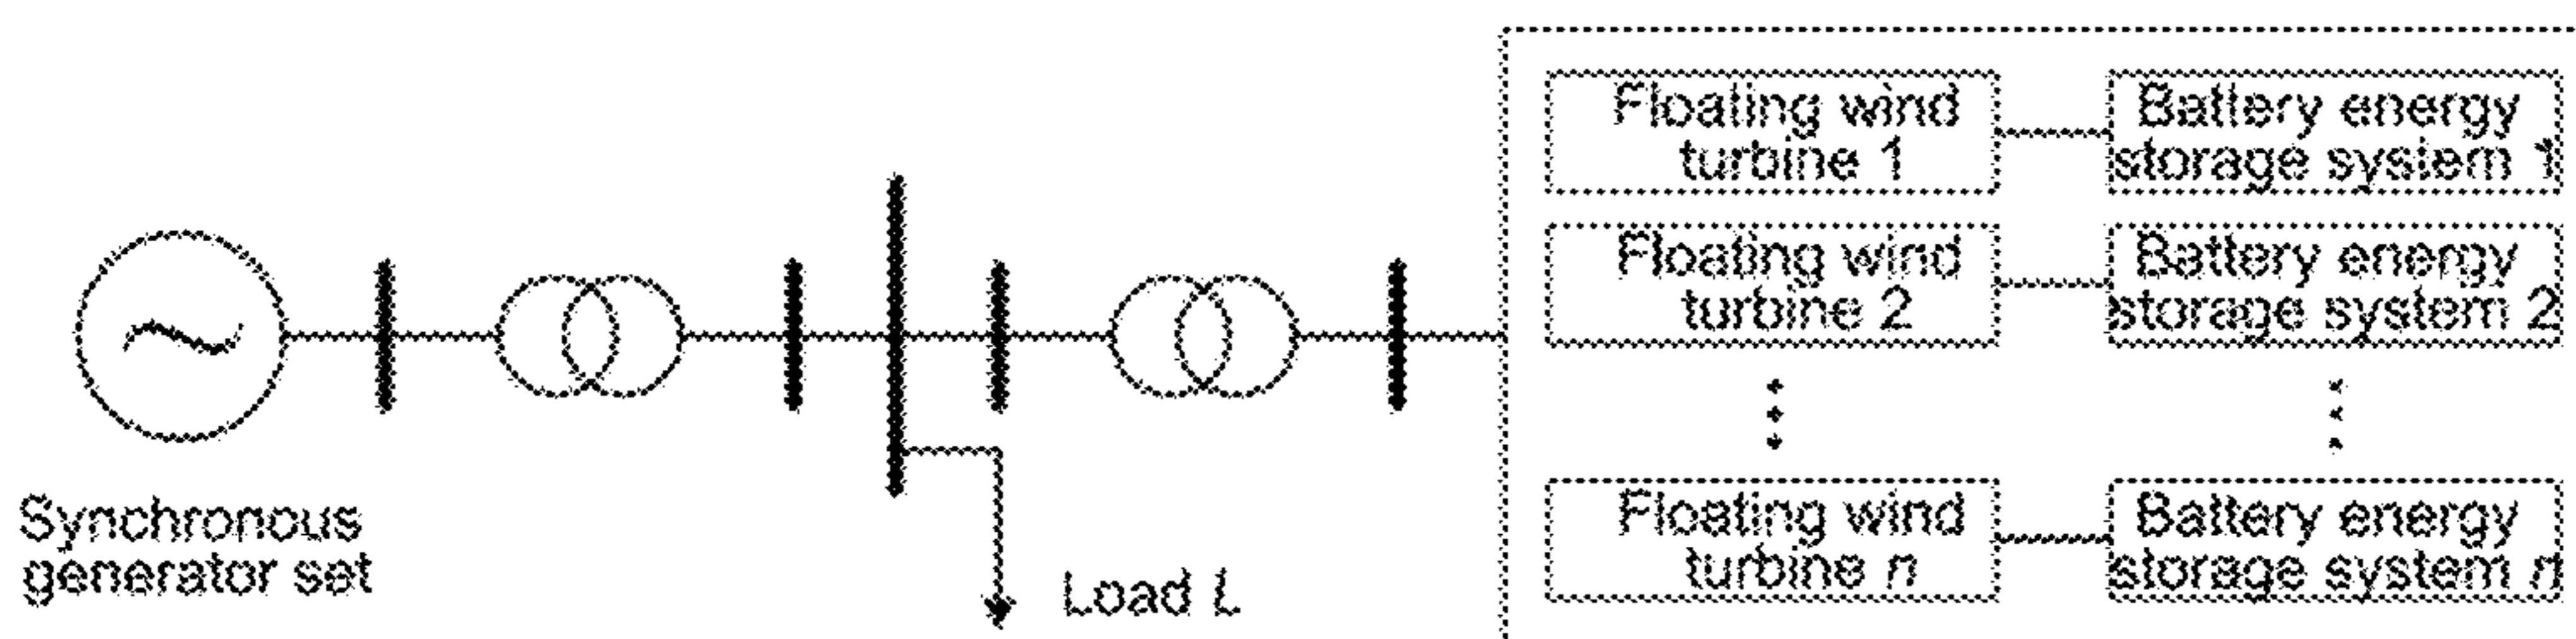 Floating wind
turbine 1
Battery energy
storage system 1
Floating wind
turbine 2
Battery energy
storage system 2
Floating wind
turbine n
Battery energy
storage system n
Synchronous
generator set
Load L